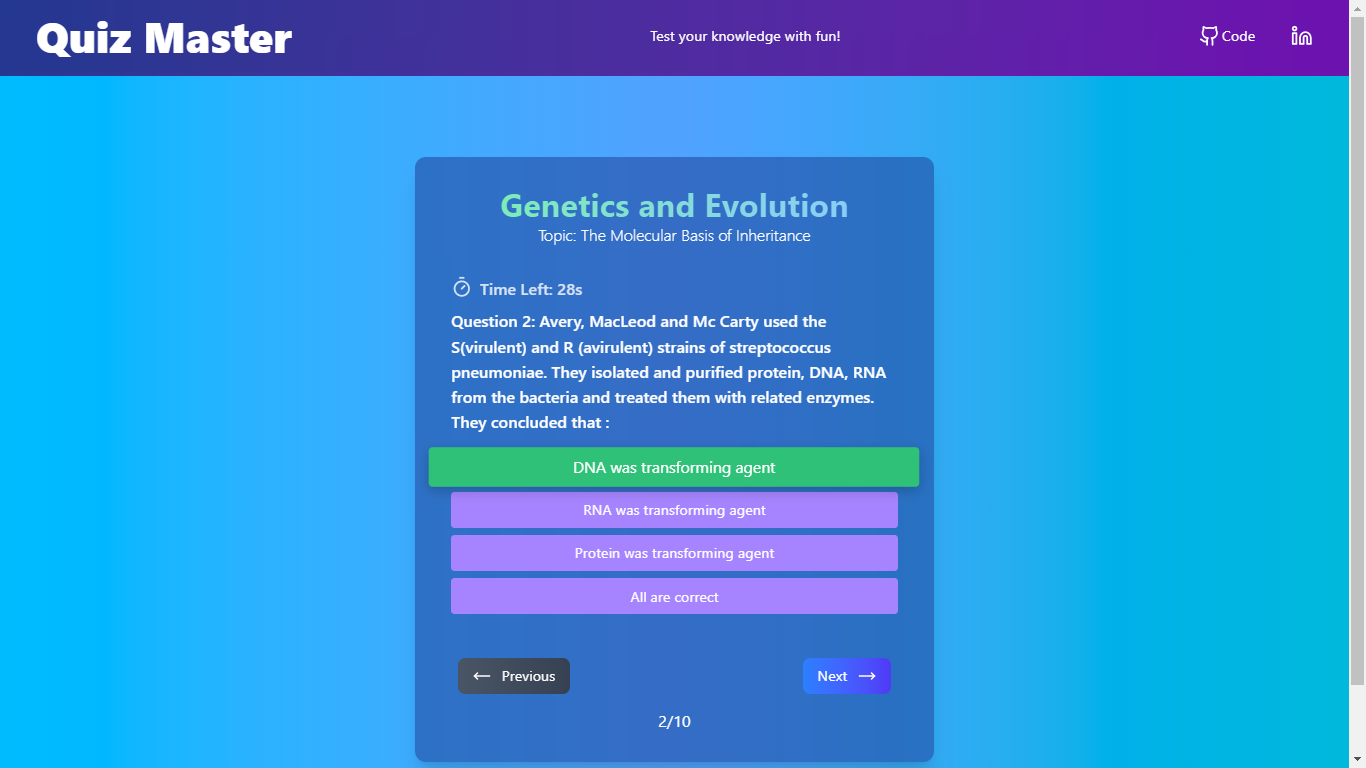 Quiz Master
Test your knowledge with fun!
Code
Genetics and Evolution
Topic: The Molecular Basis of Inheritance
Time Left: 28s
Question 2: Avery, MacLeod and Mc Carty used the
S(virulent) and R (avirulent) strains of streptococcus
pneumoniae. They isolated and purified protein, DNA, RNA
from the bacteria and treated them with related enzymes.
They concluded that :
DNA was transforming agent
RNA was transforming agent
Protein was transforming agent
All are correct
Previous
Next
2/10